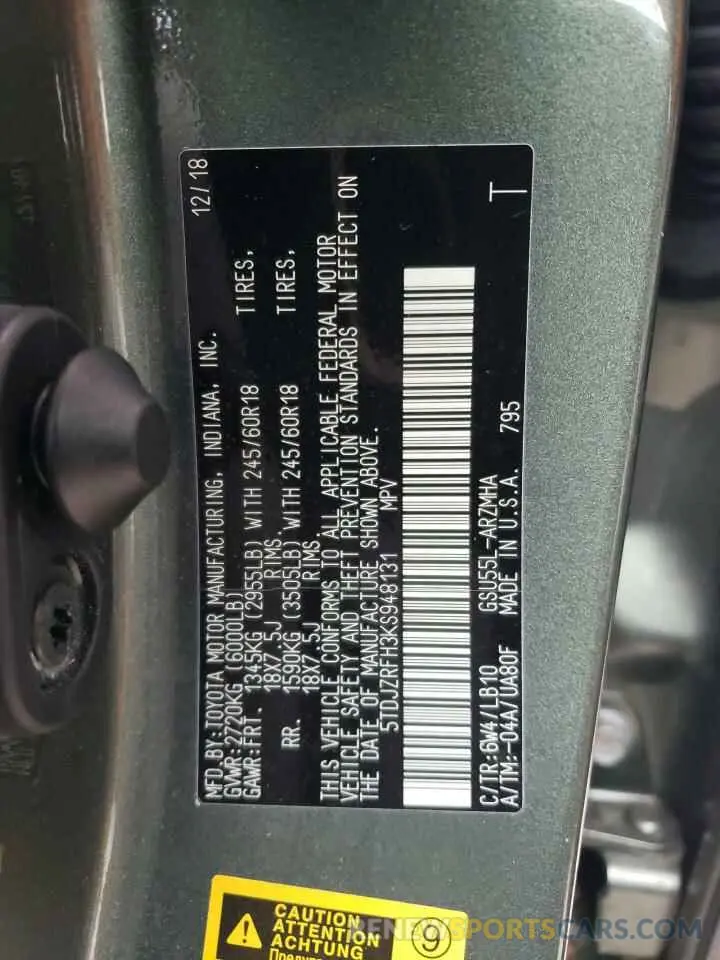 MFD.BY:TOYOTA MOTOR MANUFACTURING, INDIANA, INC. 12/18
GVWR:2720KG (6000LB)
GAWR:FRT. 1345KG (2955LB) WITH 245/60R18 TIRES,
18X7.5J RIMS,
RR. 1590KG (3505LB) WITH 245/60R18 TIRES,
18X7.5J RIMS.
THIS VEHICLE CONFORMS TO ALL APPLICABLE FEDERAL MOTOR
VEHICLE SAFETY AND THEFT PREVENTION STANDARDS IN EFFECT ON
THE DATE OF MANUFACTURE SHOWN ABOVE.
5TDJZRFH3KS948131 MPV
C/TR:6W4/LB10 GSU55L-ARZMHA
A/TM:-04A/UA80F MADE IN U.S.A. 795 T
CAUTION
ATTENTION
ACHTUNG
9
RENEWSPORTSCARS.COM